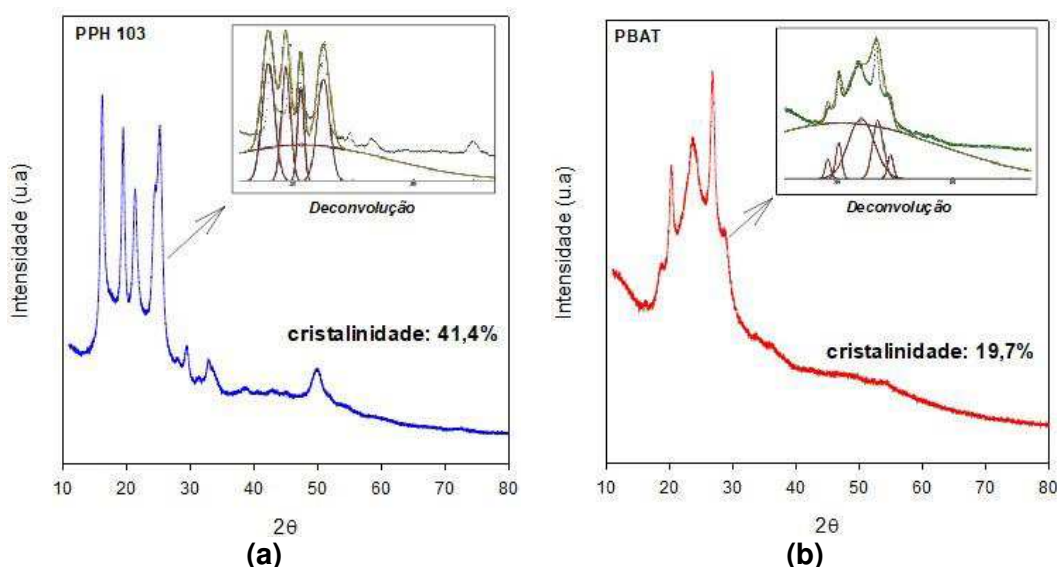 PPH 103
Deconvolução
cristalinidade: 41,4%
Intensidade (u.a)
10 20 30 40 50 60 70 80
2θ
(a)
PBAT
Deconvolução
cristalinidade: 19,7%
Intensidade (u.a)
10 20 30 40 50 60 70 80
2θ
(b)